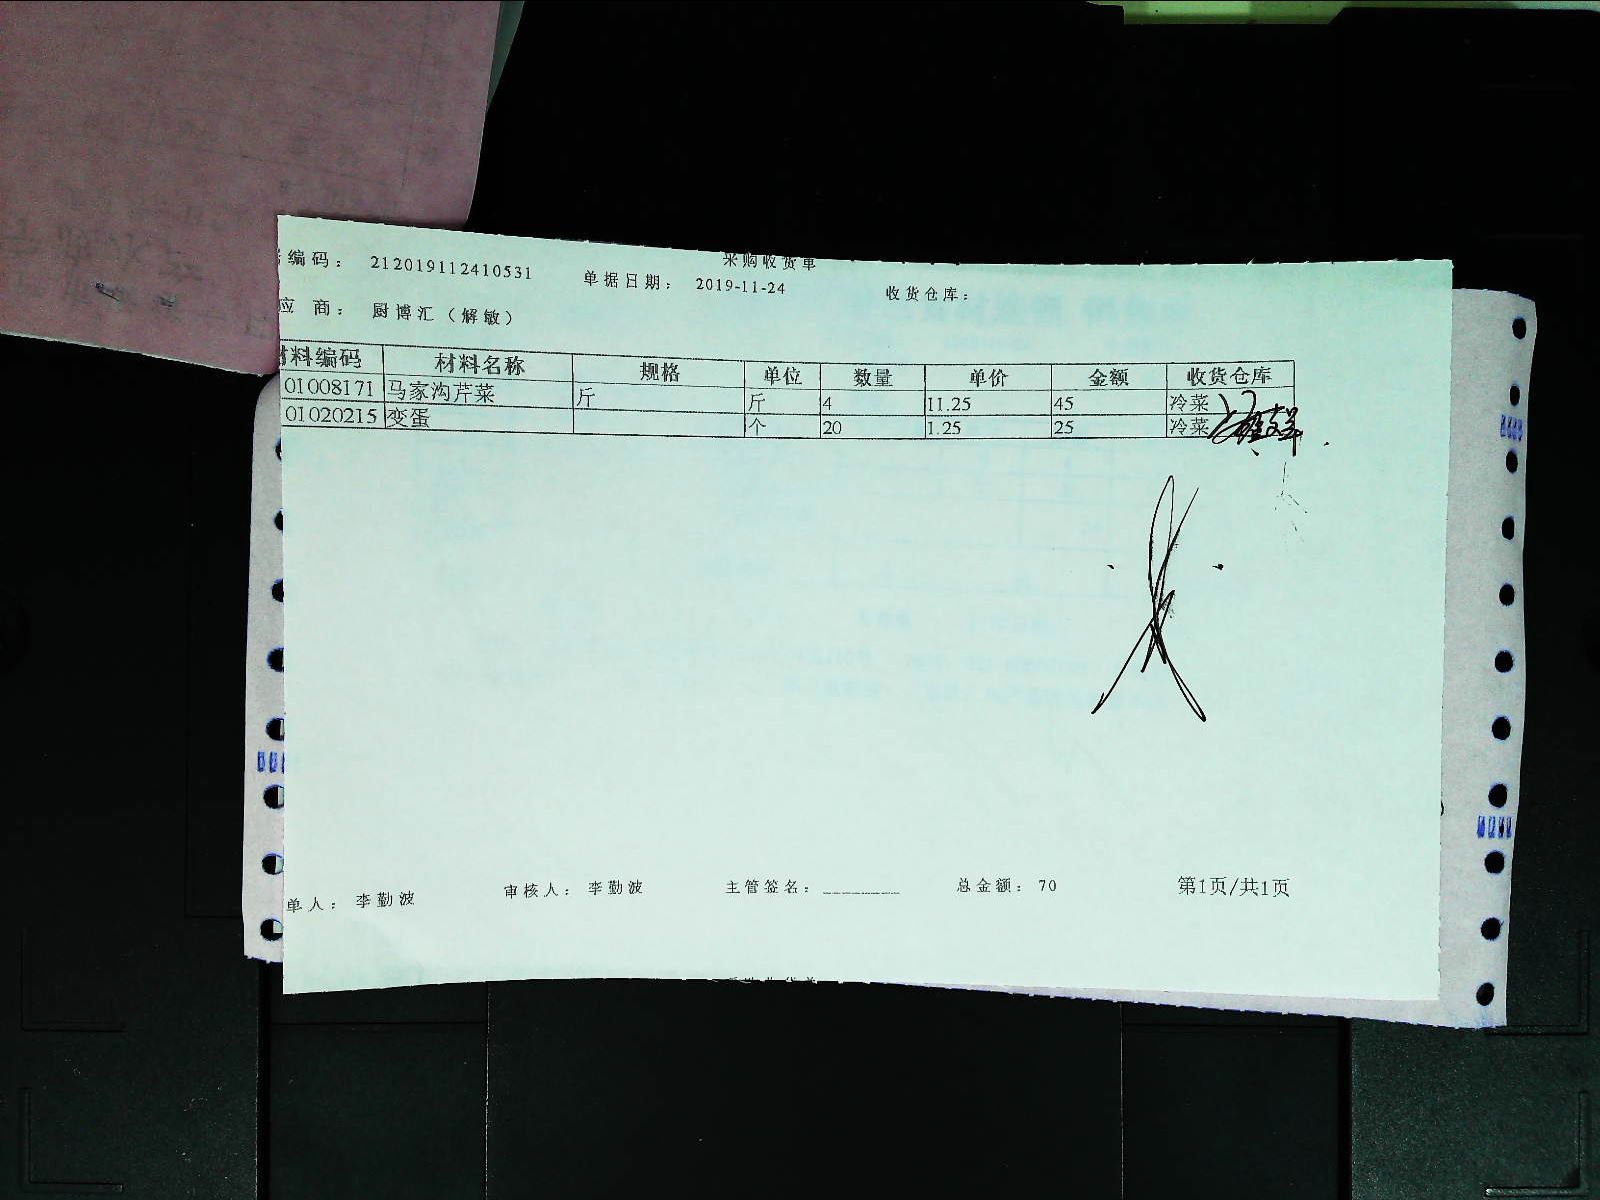 采购收货单
编码： 212019112410531 单据日期： 2019-11-24 收货仓库：
应 商： 厨博汇（解敏）
材料编码 材料名称 规格 单位 数量 单价 金额 收货仓库
01008171 马家沟芹菜 斤 斤 4 11.25 45 冷菜
01020215 变蛋 个 20 1.25 25 冷菜
单人： 李勤波 审核人： 李勤波 主管签名：________ 总金额： 70 第1页/共1页